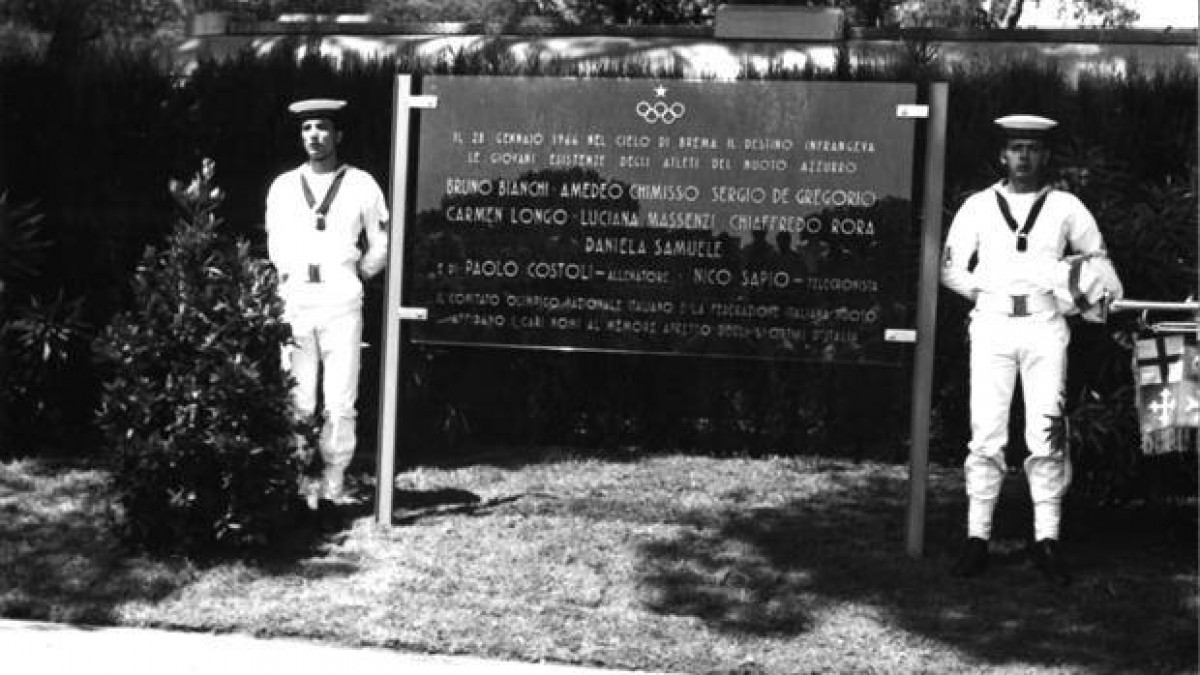 IL 28 GENNAIO 1966 NEL CIELO DI BREMA IL DESTINO INFRANGEVA
LE GIOVANI ESISTENZE DEGLI ATLETI DEL NUOTO AZZURRO
BRUNO BIANCHI · AMEDEO CHIMISSO · SERGIO DE GREGORIO
CARMEN LONGO · LUCIANA MASSENZI · CHIAFFREDO RORA
DANIELA SAMUELE
E DI PAOLO COSTOLI – ALLENATORE · NICO SAPIO – TELECRONISTA
IL COMITATO OLIMPICO NAZIONALE ITALIANO E LA FEDERAZIONE ITALIANA NUOTO
AFFIDANO I CARI NOMI AL MEMORE AFFETTO DEGLI SPORTIVI D'ITALIA